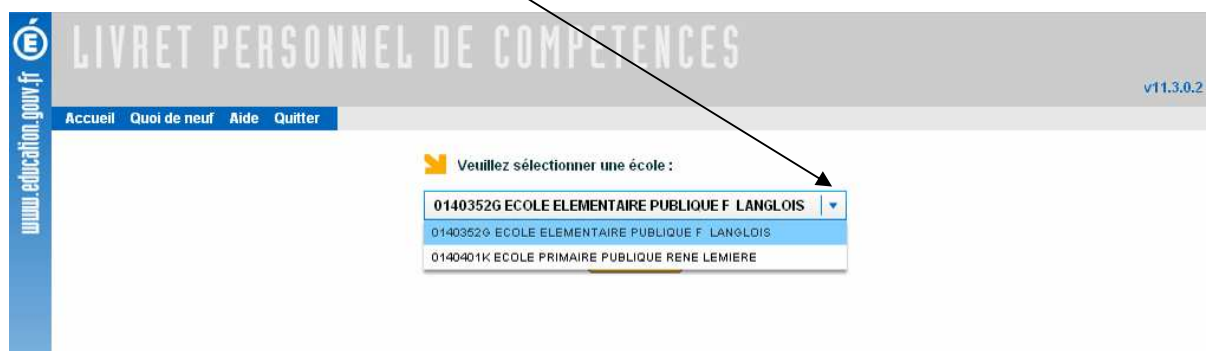 LIVRET PERSONNEL DE COMPETENCES
v11.3.0.2
www.education.gouv.fr
Accueil Quoi de neuf Aide Quitter
Veuillez sélectionner une école :
0140352G ECOLE ELEMENTAIRE PUBLIQUE F LANGLOIS
0140352G ECOLE ELEMENTAIRE PUBLIQUE F LANGLOIS
0140401K ECOLE PRIMAIRE PUBLIQUE RENE LEMIERE